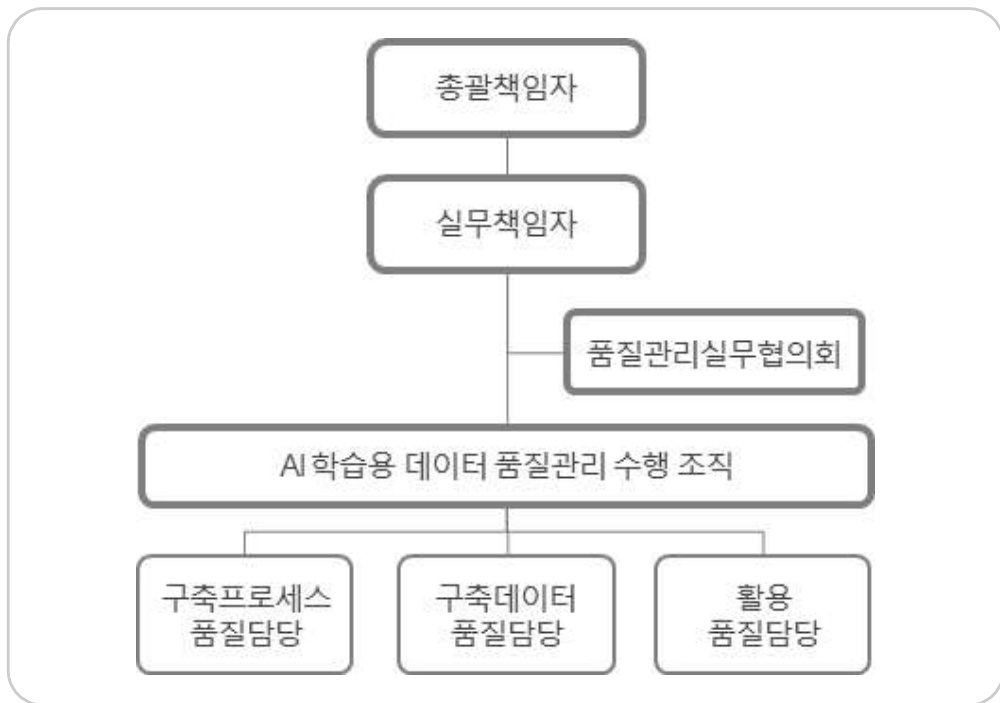 총괄책임자
실무책임자
품질관리실무협의회
AI 학습용 데이터 품질관리 수행 조직
구축프로세스
품질담당
구축데이터
품질담당
활용
품질담당